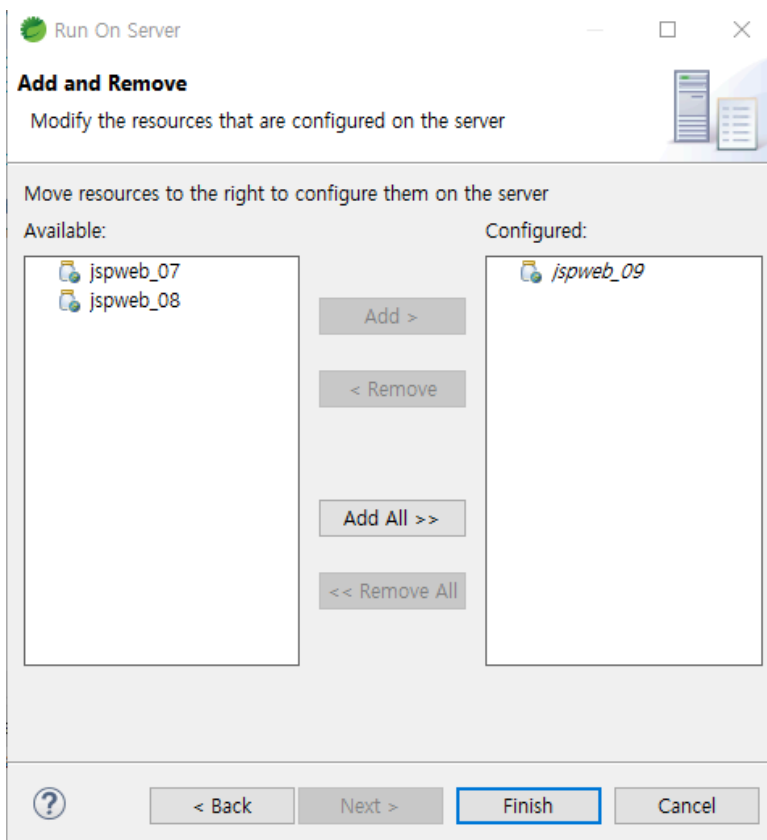 Run On Server
Add and Remove
Modify the resources that are configured on the server
Move resources to the right to configure them on the server
Available:
Configured:
jspweb_07
jspweb_08
jspweb_09
Add >
< Remove
Add All >>
<< Remove All
?
< Back
Next >
Finish
Cancel